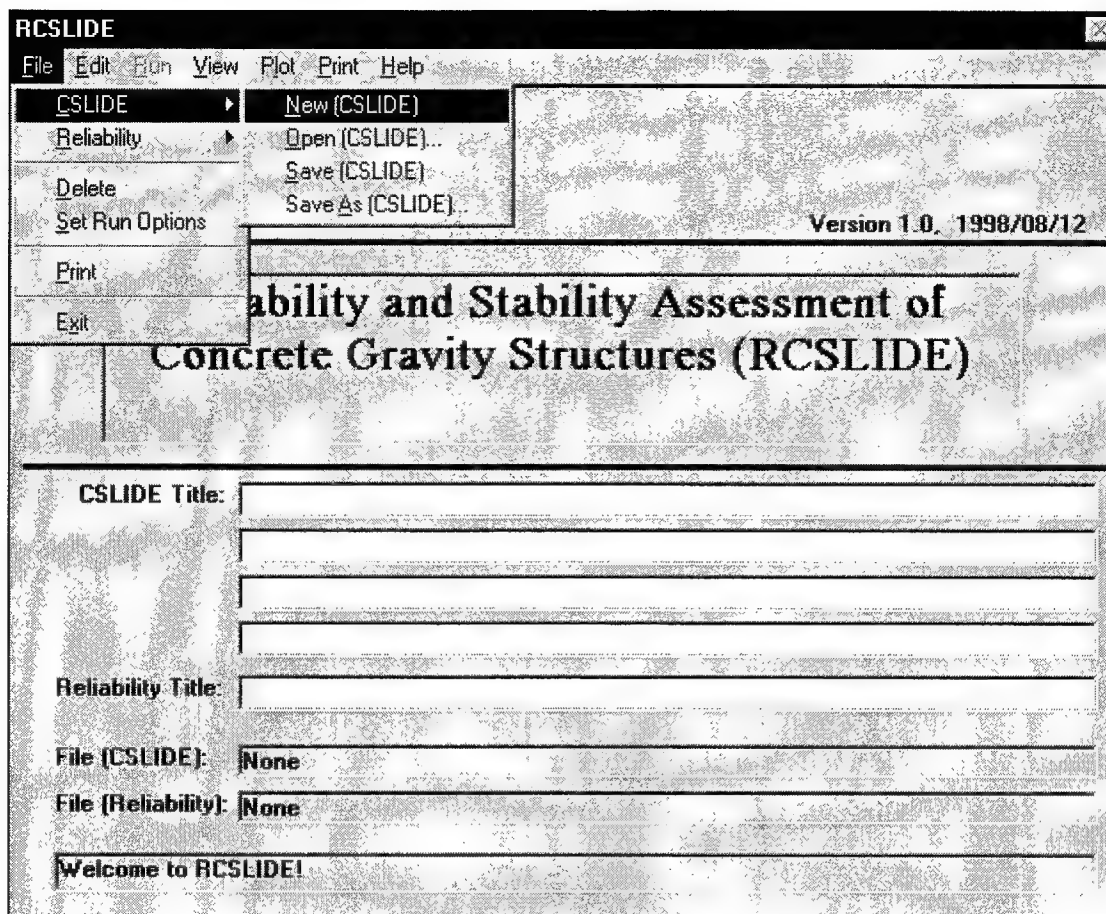 RCSLIDE
File Edit Run View Plot Print Help
CSLIDE
Reliability
Delete
Set Run Options
Print
Exit
New (CSLIDE)
Open (CSLIDE)...
Save (CSLIDE)
Save As (CSLIDE)...
Version 1.0, 1998/08/12
ability and Stability Assessment of
Concrete Gravity Structures (RCSLIDE)
CSLIDE Title:
Reliability Title:
File (CSLIDE): None
File (Reliability): None
Welcome to RCSLIDE!